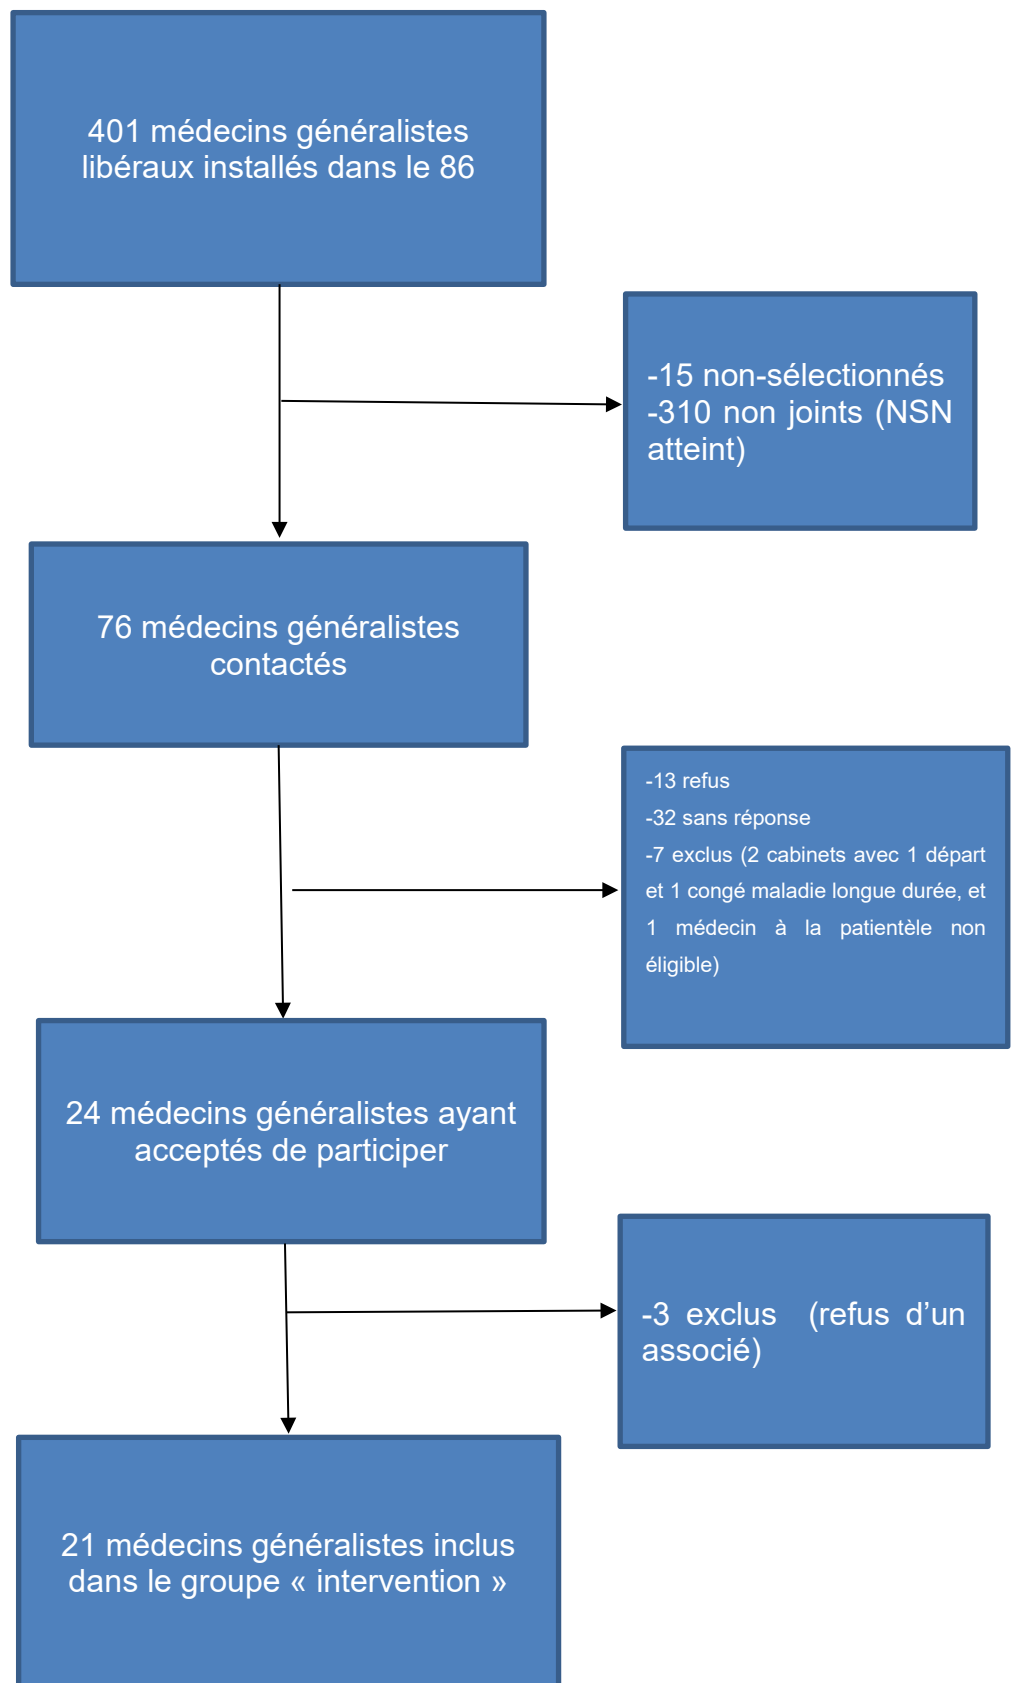 401 médecins généralistes
libéraux installés dans le 86
-15 non-sélectionnés
-310 non joints (NSN
atteint)
76 médecins généralistes
contactés
-13 refus
-32 sans réponse
-7 exclus (2 cabinets avec 1 départ
et 1 congé maladie longue durée, et
1 médecin à la patientèle non
éligible)
24 médecins généralistes ayant
acceptés de participer
-3 exclus (refus d’un
associé)
21 médecins généralistes inclus
dans le groupe « intervention »